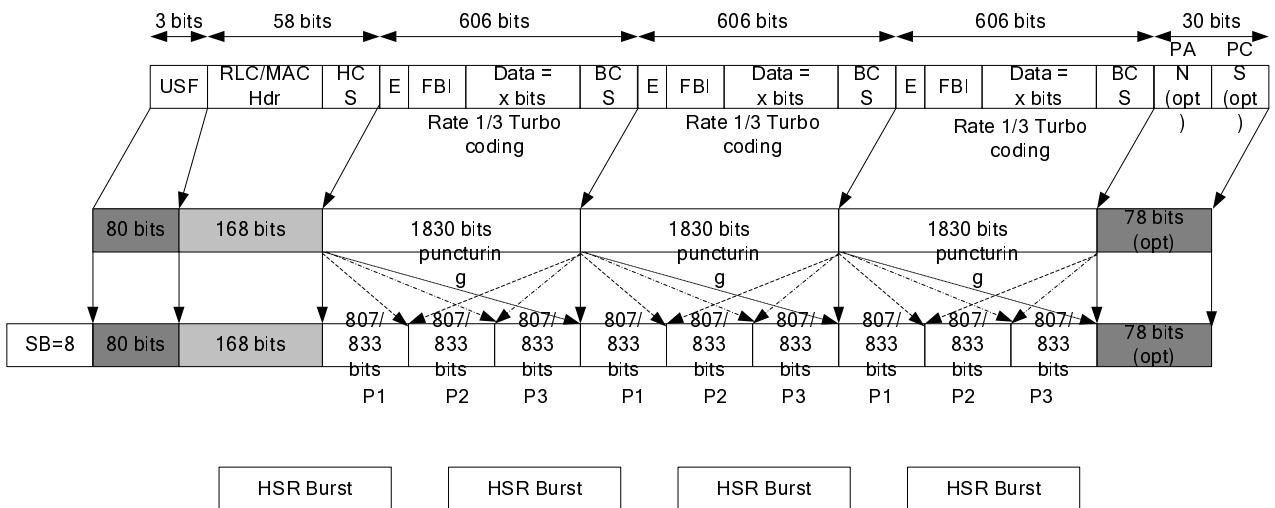 3 bits
58 bits
606 bits
606 bits
606 bits
30 bits
USF
RLC/MAC
Hdr
HC
S
E
FBI
Data =
x bits
BC
S
E
FBI
Data =
x bits
BC
S
E
FBI
Data =
x bits
BC
S
PA
N
(opt
)
PC
S
(opt
)
Rate 1/3 Turbo
coding
Rate 1/3 Turbo
coding
Rate 1/3 Turbo
coding
80 bits
168 bits
1830 bits
puncturin
g
1830 bits
puncturin
g
1830 bits
puncturin
g
78 bits
(opt)
SB=8
80 bits
168 bits
807/
833
bits
807/
833
bits
807/
833
bits
807/
833
bits
807/
833
bits
807/
833
bits
807/
833
bits
807/
833
bits
807/
833
bits
78 bits
(opt)
P1
P2
P3
P1
P2
P3
P1
P2
P3
HSR Burst
HSR Burst
HSR Burst
HSR Burst